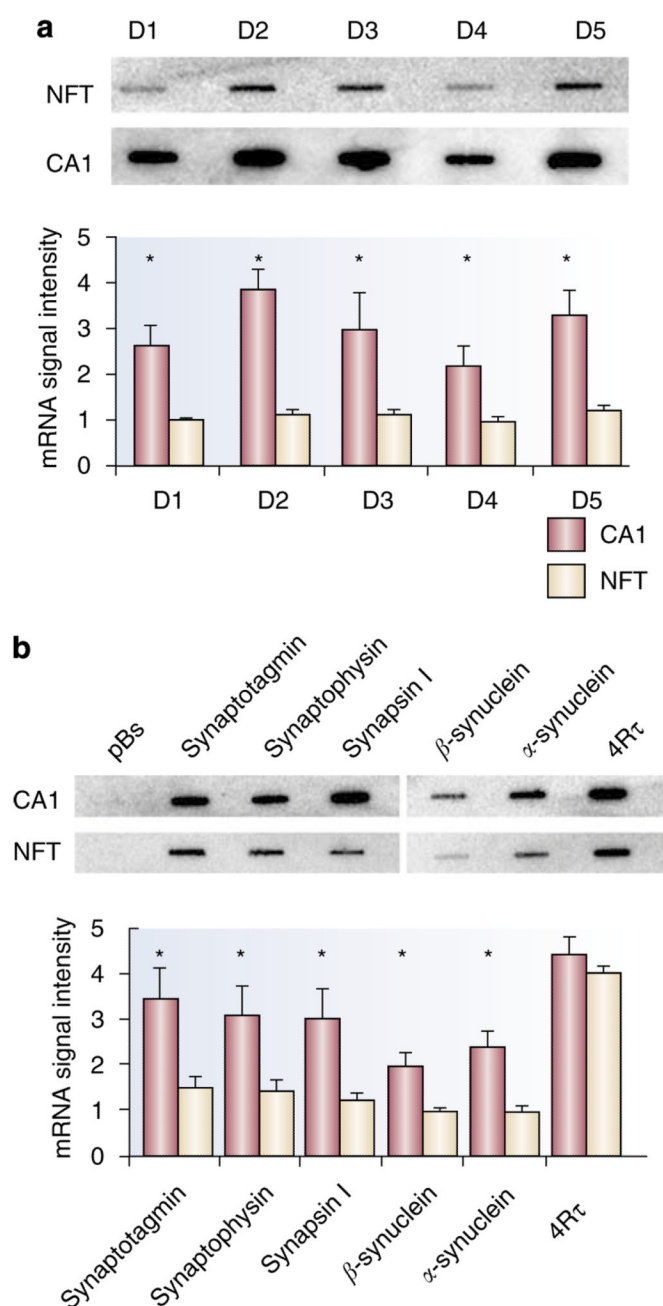 a
D1 D2 D3 D4 D5
NFT
CA1
* * * * *
mRNA signal intensity
5
4
3
2
1
0
D1 D2 D3 D4 D5
CA1
NFT
b
pBs Synaptotagmin Synaptophysin Synapsin I β-synuclein α-synuclein 4Rτ
CA1
NFT
* * * * *
mRNA signal intensity
5
4
3
2
1
0
Synaptotagmin Synaptophysin Synapsin I β-synuclein α-synuclein 4Rτ